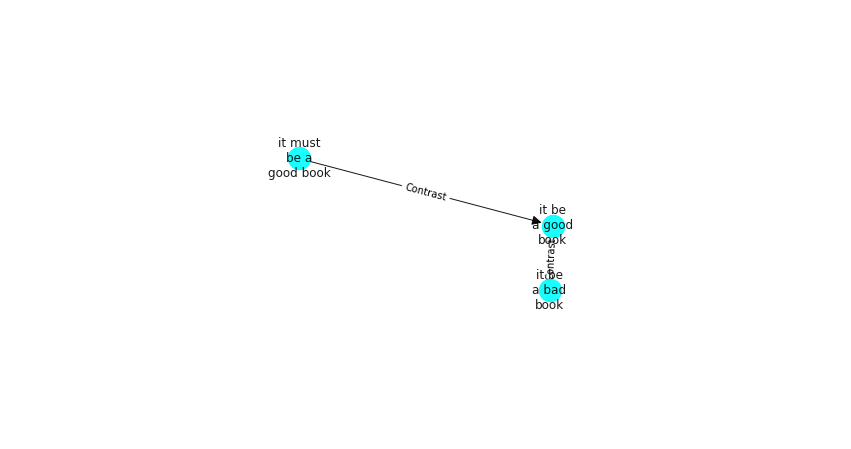 it must
be a
good book
Contrast
it be
a good
book
Contrast
it be
a bad
book